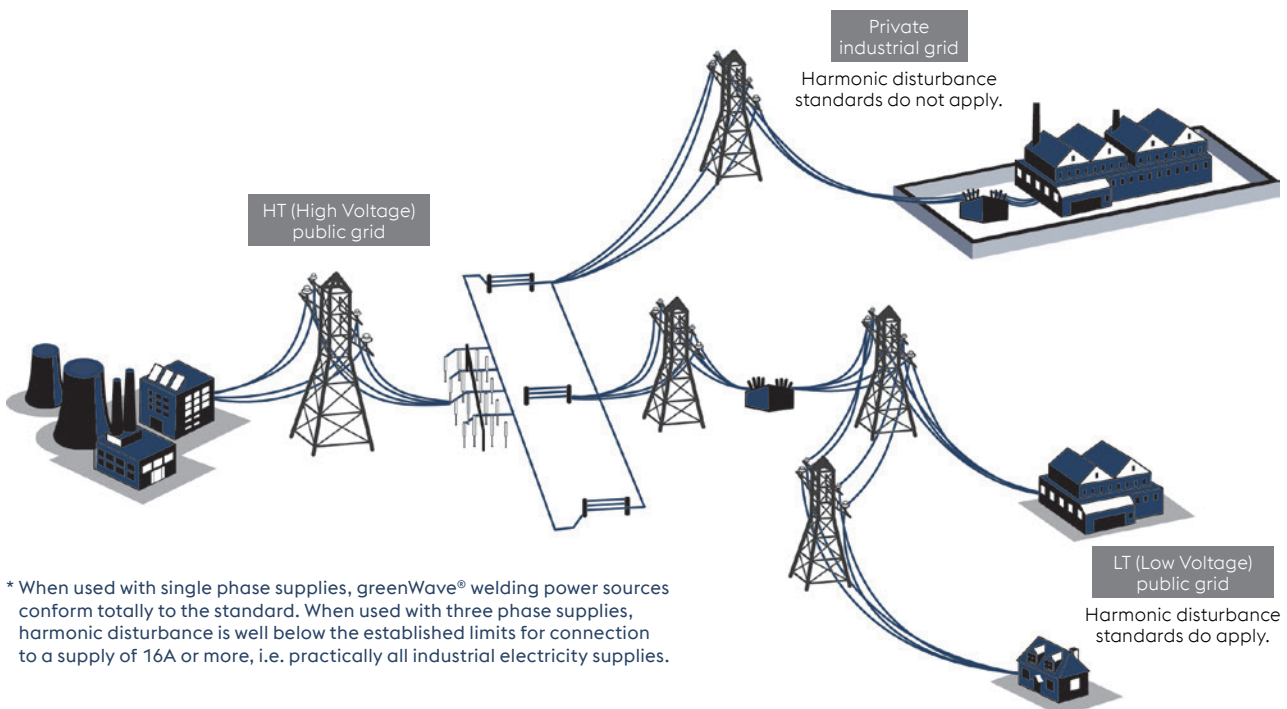 Private
industrial grid
Harmonic disturbance
standards do not apply.
HT (High Voltage)
public grid
LT (Low Voltage)
public grid
Harmonic disturbance
standards do apply.
* When used with single phase supplies, greenWave® welding power sources
conform totally to the standard. When used with three phase supplies,
harmonic disturbance is well below the established limits for connection
to a supply of 16A or more, i.e. practically all industrial electricity supplies.